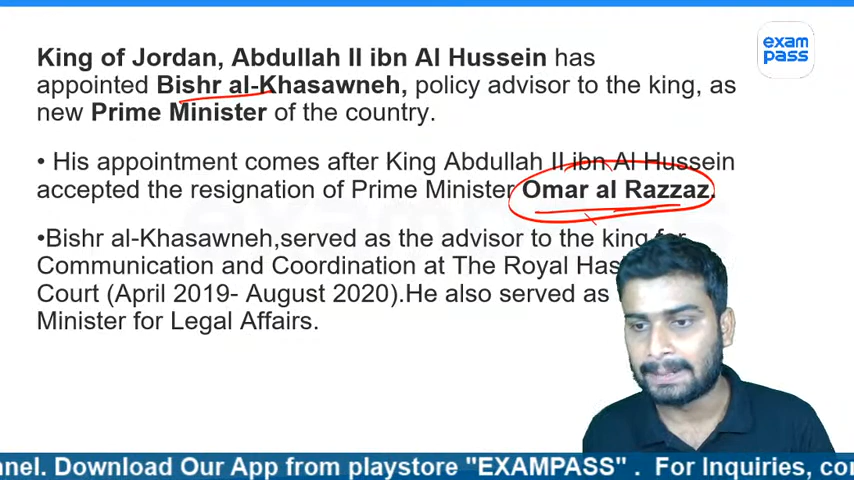 King of Jordan, Abdullah II ibn Al Hussein has
appointed Bishr al-Khasawneh, policy advisor to the king, as
new Prime Minister of the country.
• His appointment comes after King Abdullah II ibn Al Hussein
accepted the resignation of Prime Minister Omar al Razzaz.
•Bishr al-Khasawneh,served as the advisor to the king for
Communication and Coordination at The Royal
Court (April 2019- August 2020).He also served as
Minister for Legal Affairs.
exam
pass
Download Our App from playstore "EXAMPASS" . For Inquiries,